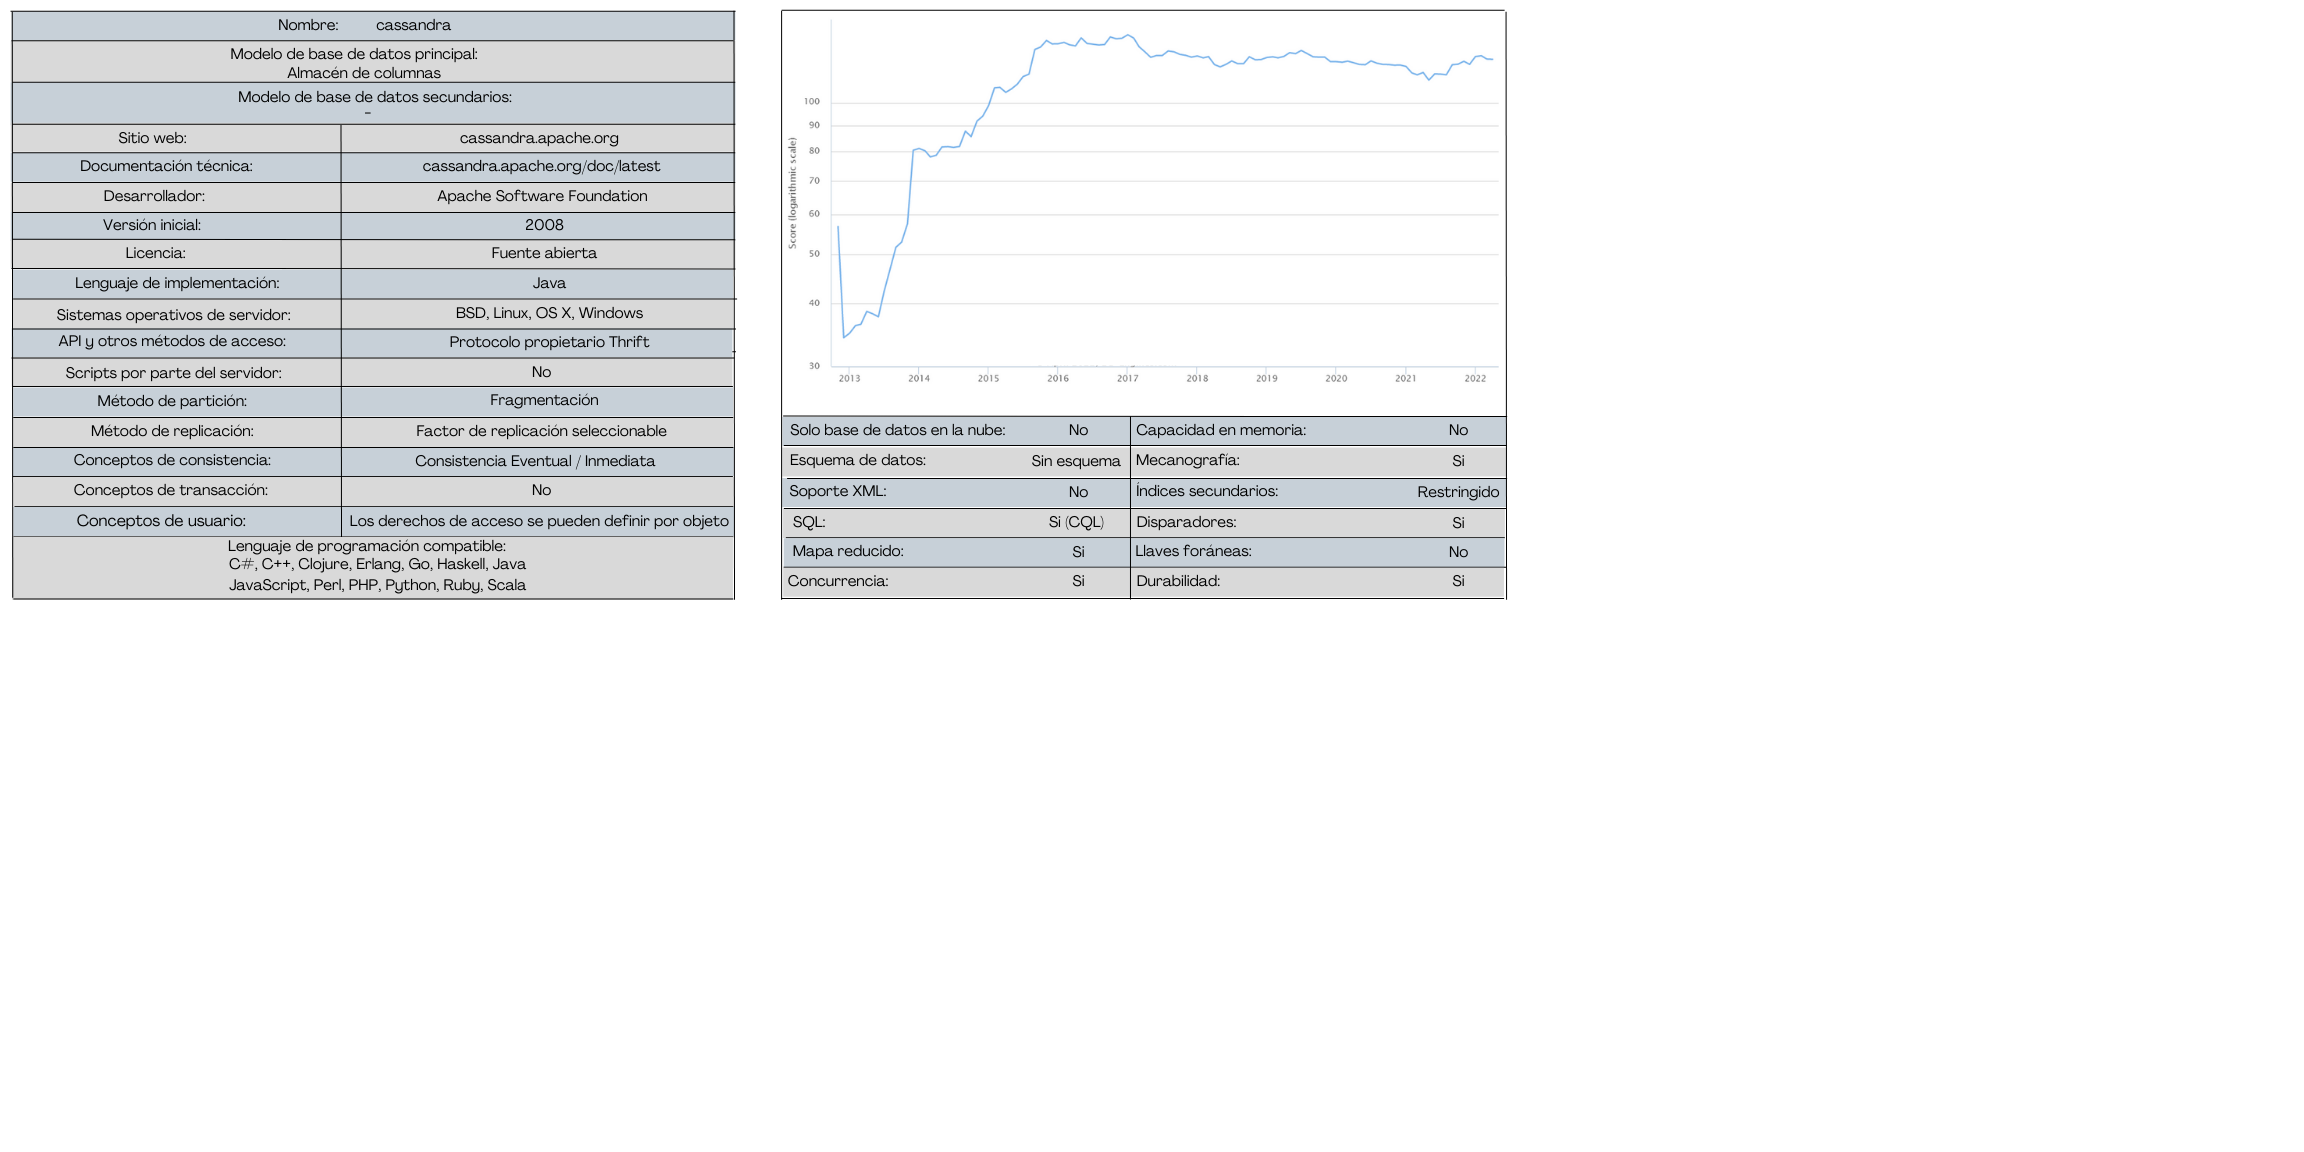 Nombre: cassandra
Modelo de base de datos principal:
Almacén de columnas
Modelo de base de datos secundarios:
-
Sitio web: cassandra.apache.org
Documentación técnica: cassandra.apache.org/doc/latest
Desarrollador: Apache Software Foundation
Versión inicial: 2008
Licencia: Fuente abierta
Lenguaje de implementación: Java
Sistemas operativos de servidor: BSD, Linux, OS X, Windows
API y otros métodos de acceso: Protocolo propietario Thrift
Scripts por parte del servidor: No
Método de partición: Fragmentación
Método de replicación: Factor de replicación seleccionable
Conceptos de consistencia: Consistencia Eventual / Inmediata
Conceptos de transacción: No
Conceptos de usuario: Los derechos de acceso se pueden definir por objeto
Lenguaje de programación compatible:
C#, C++, Clojure, Erlang, Go, Haskell, Java
JavaScript, Perl, PHP, Python, Ruby, Scala
Score (logarithmic scale)
100
90
80
70
60
50
40
30
2013 2014 2015 2016 2017 2018 2019 2020 2021 2022
Solo base de datos en la nube: No Capacidad en memoria: No
Esquema de datos: Sin esquema Mecanografía: Si
Soporte XML: No Índices secundarios: Restringido
SQL: Si (CQL) Disparadores: Si
Mapa reducido: Si Llaves foráneas: No
Concurrencia: Si Durabilidad: Si